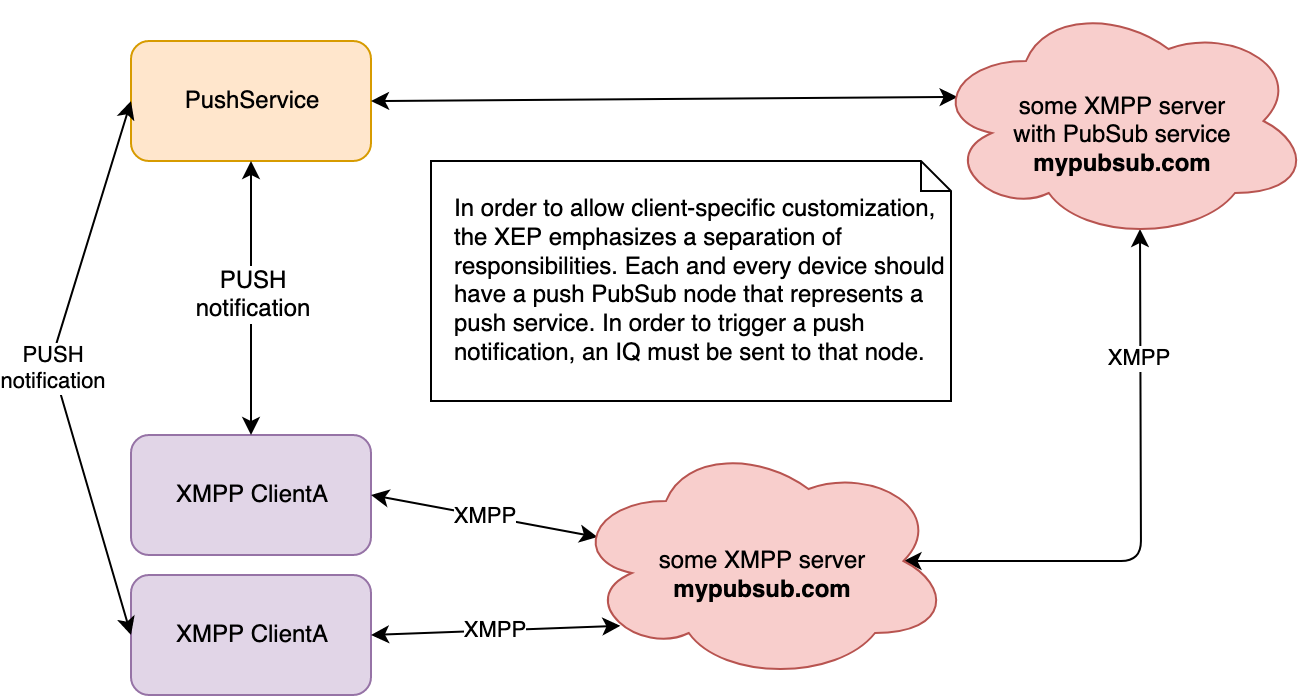 PushService
some XMPP server
with PubSub service
mypubsub.com
In order to allow client-specific customization,
the XEP emphasizes a separation of
responsibilities. Each and every device should
have a push PubSub node that represents a
push service. In order to trigger a push
notification, an IQ must be sent to that node.
PUSH
notification
PUSH
notification
XMPP
XMPP ClientA
XMPP
some XMPP server
mypubsub.com
XMPP ClientA
XMPP